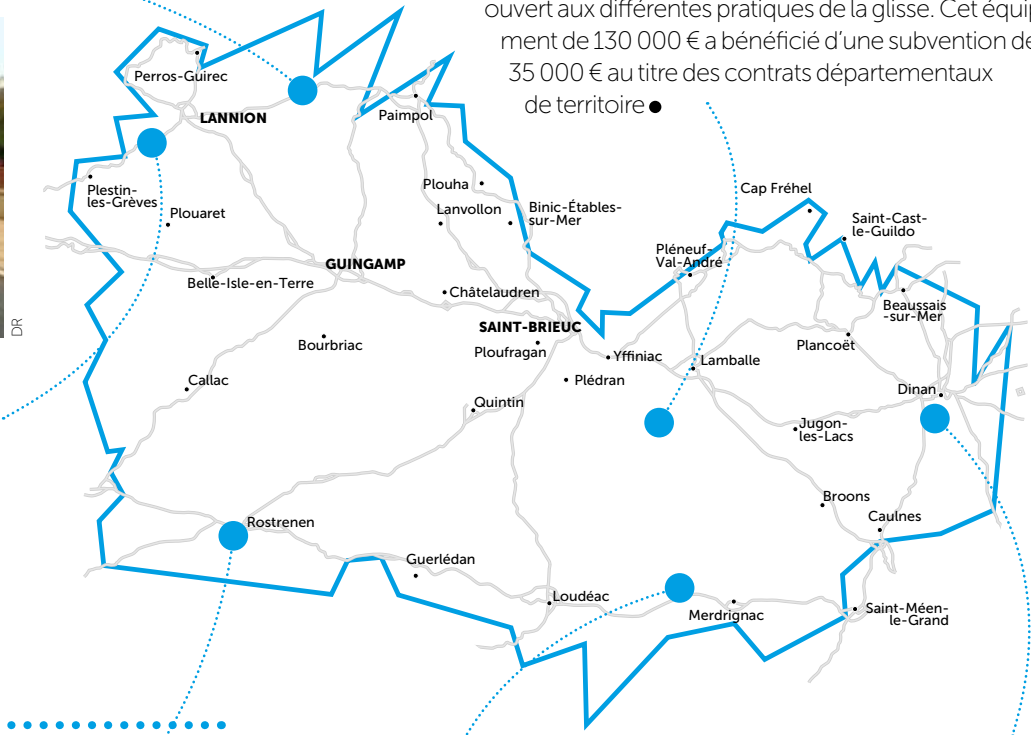 ouvert aux différentes pratiques de la glisse. Cet équip
ment de 130 000 € a bénéficié d'une subvention de
35 000 € au titre des contrats départementaux
de territoire ●
DR
Perros-Guirec
LANNION
Paimpol
Plestin-
les-Grèves
Plouaret
Plouha
Lanvollon
Binic-Étables-
sur-Mer
Cap Fréhel
Saint-Cast-
le-Guildo
Pléneuf-
Val-André
GUINGAMP
Belle-Isle-en-Terre
Châtelaudren
Beaussais
-sur-Mer
SAINT-BRIEUC
Ploufragan
Bourbriac
Yffiniac
Lamballe
Plancoët
Plédran
Callac
Dinan
Quintin
Jugon-
les-Lacs
Broons
Caulnes
Rostrenen
Guerlédan
Loudéac
Merdrignac
Saint-Méen-
le-Grand